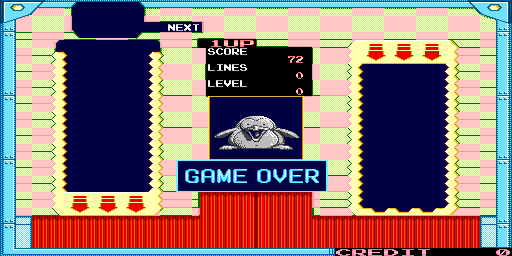 NEXT
1UP
SCORE
72
LINES
0
LEVEL
0
GAME OVER
CREDIT 0